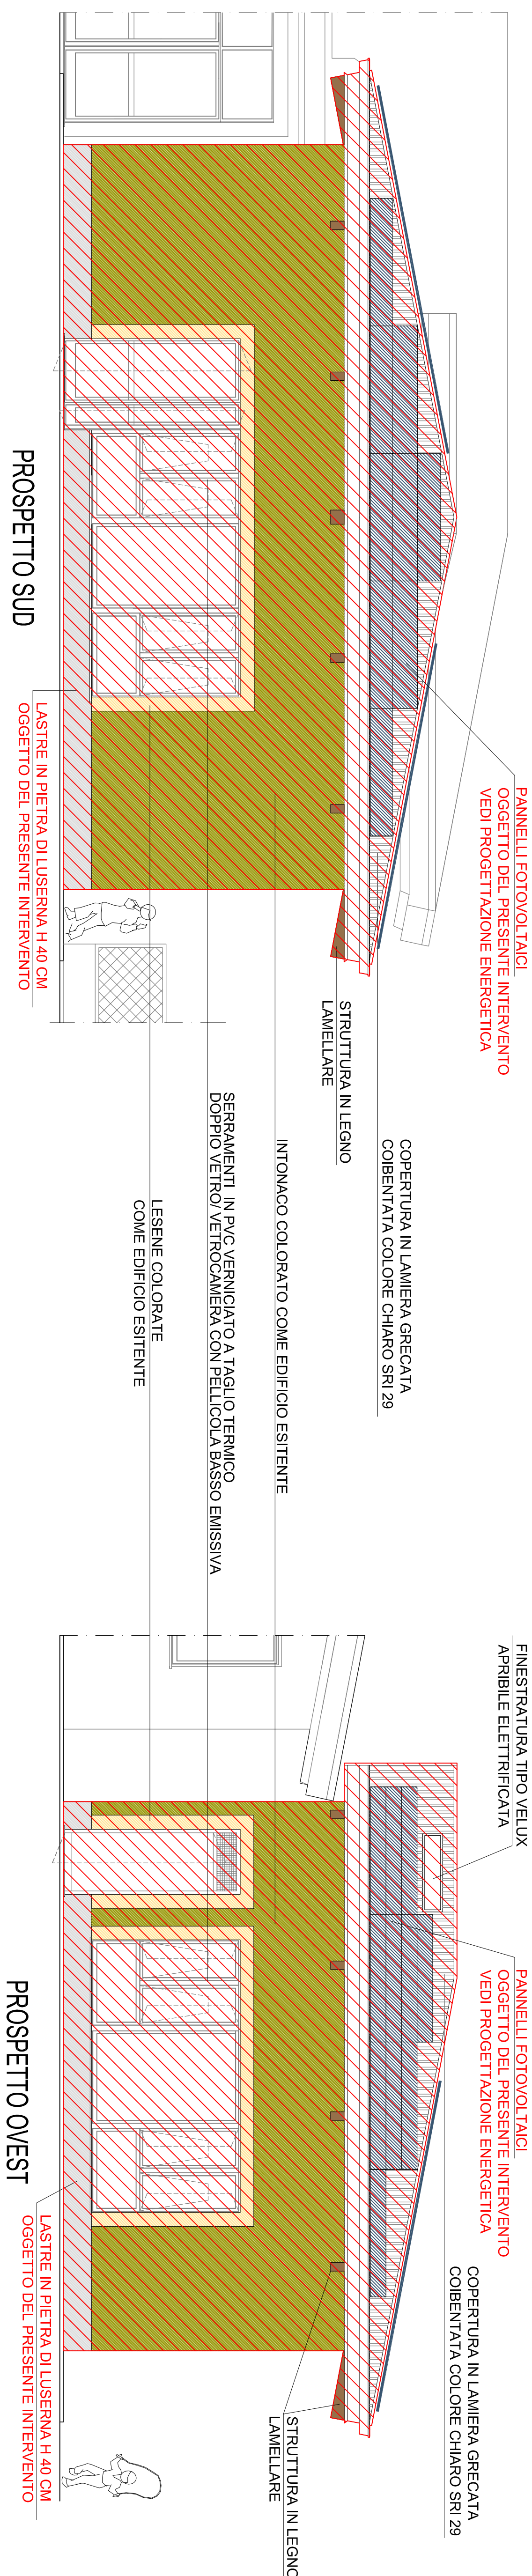 PANNELLI FOTOVOLTAICI
OGGETTO DEL PRESENTE INTERVENTO
VEDI PROGETTAZIONE ENERGETICA
COPERTURA IN LAMIERA GRECATA
COIBENTATA COLORE CHIARO SRI 29
STRUTTURA IN LEGNO
LAMELLARE
INTONACO COLORATO COME EDIFICIO ESITENTE
SERRAMENTI IN PVC VERNICIATO A TAGLIO TERMICO
DOPPIO VETRO/ VETROCAMERA CON PELLICOLA BASSO EMISSIVA
LESENE COLORATE
COME EDIFICIO ESITENTE
LASTRE IN PIETRA DI LUSERNA H 40 CM
OGGETTO DEL PRESENTE INTERVENTO
PROSPETTO SUD
FINESTRATURA TIPO VELUX
APRIBILE ELETTRIFICATA
PANNELLI FOTOVOLTAICI
OGGETTO DEL PRESENTE INTERVENTO
VEDI PROGETTAZIONE ENERGETICA
COPERTURA IN LAMIERA GRECATA
COIBENTATA COLORE CHIARO SRI 29
STRUTTURA IN LEGNO
LAMELLARE
LASTRE IN PIETRA DI LUSERNA H 40 CM
OGGETTO DEL PRESENTE INTERVENTO
PROSPETTO OVEST